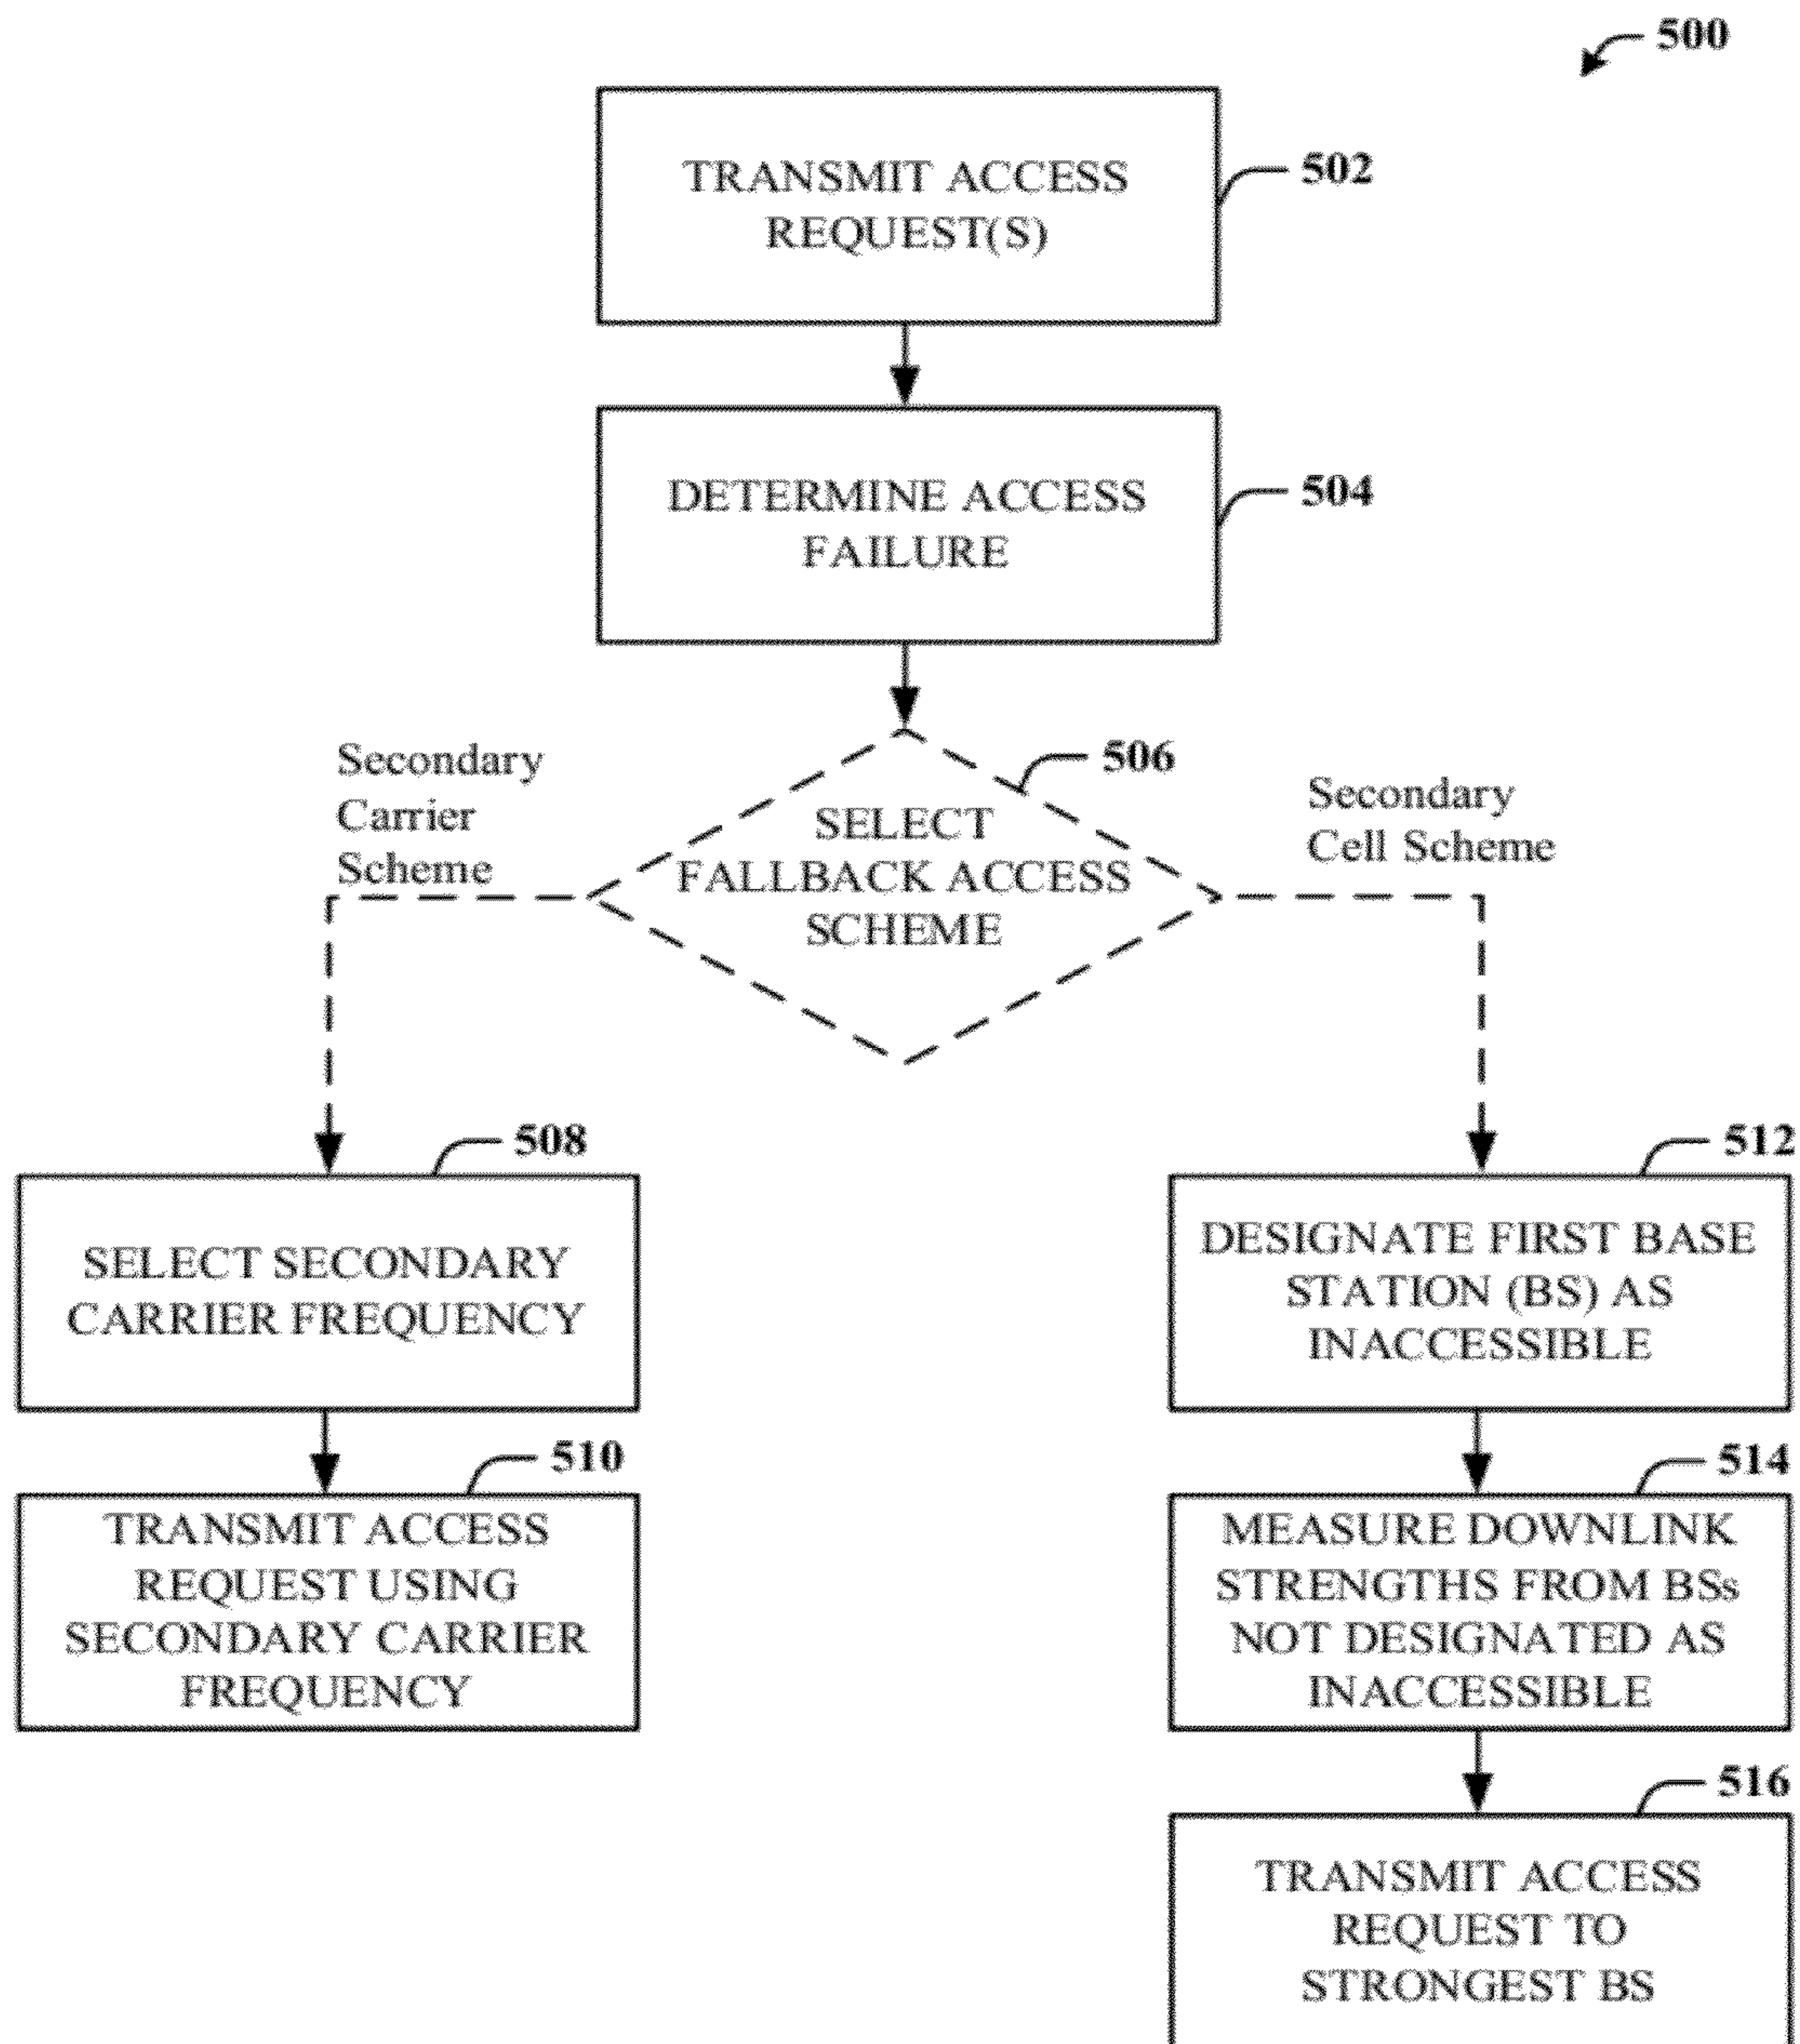 500
TRANSMIT ACCESS
REQUEST(S)
502
DETERMINE ACCESS
FAILURE
504
Secondary
Carrier
Scheme
506
SELECT
FALLBACK ACCESS
SCHEME
Secondary
Cell Scheme
508
SELECT SECONDARY
CARRIER FREQUENCY
510
TRANSMIT ACCESS
REQUEST USING
SECONDARY CARRIER
FREQUENCY
512
DESIGNATE FIRST BASE
STATION (BS) AS
INACCESSIBLE
514
MEASURE DOWNLINK
STRENGTHS FROM BSs
NOT DESIGNATED AS
INACCESSIBLE
516
TRANSMIT ACCESS
REQUEST TO
STRONGEST BS